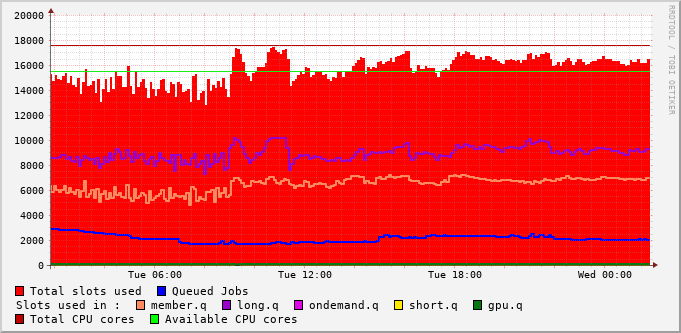 20000
18000
16000
14000
12000
10000
8000
6000
4000
2000
0
Tue 06:00 Tue 12:00 Tue 18:00 Wed 00:00
RRDTOOL / TOBI OETIKER
Total slots used Queued Jobs
Slots used in : member.q long.q ondemand.q short.q gpu.q
Total CPU cores Available CPU cores